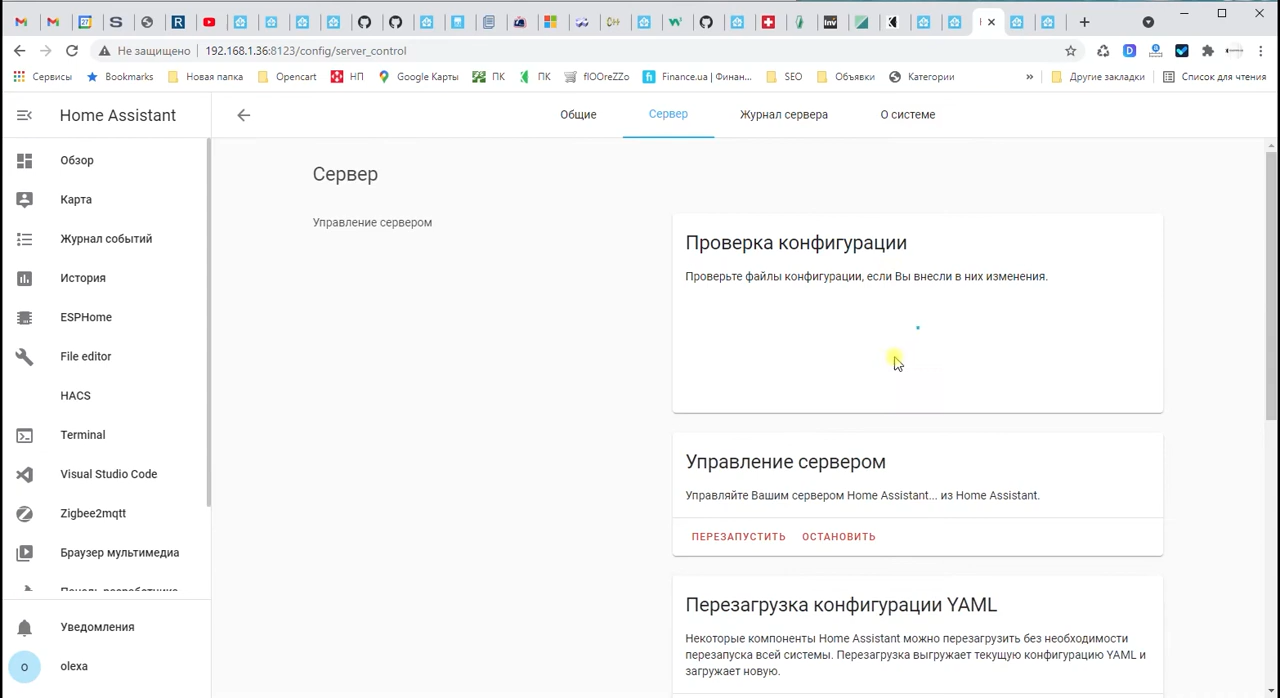 Не защищено 192.168.1.36:8123/config/server_control
Сервисы Bookmarks Новая папка Opencart НП Google Карты ПК ПК flOOreZZo Finance.ua | Финан... SEO Объявки Категории » Другие закладки Список для чтения
Home Assistant
Общие Сервер Журнал сервера О системе
Обзор
Карта
Журнал событий
История
ESPHome
File editor
HACS
Terminal
Visual Studio Code
Zigbee2mqtt
Браузер мультимедиа
Уведомления
o olexa
Сервер
Управление сервером
Проверка конфигурации
Проверьте файлы конфигурации, если Вы внесли в них изменения.
Управление сервером
Управляйте Вашим сервером Home Assistant... из Home Assistant.
ПЕРЕЗАПУСТИТЬ ОСТАНОВИТЬ
Перезагрузка конфигурации YAML
Некоторые компоненты Home Assistant можно перезагрузить без необходимости
перезапуска всей системы. Перезагрузка выгружает текущую конфигурацию YAML и
загружает новую.